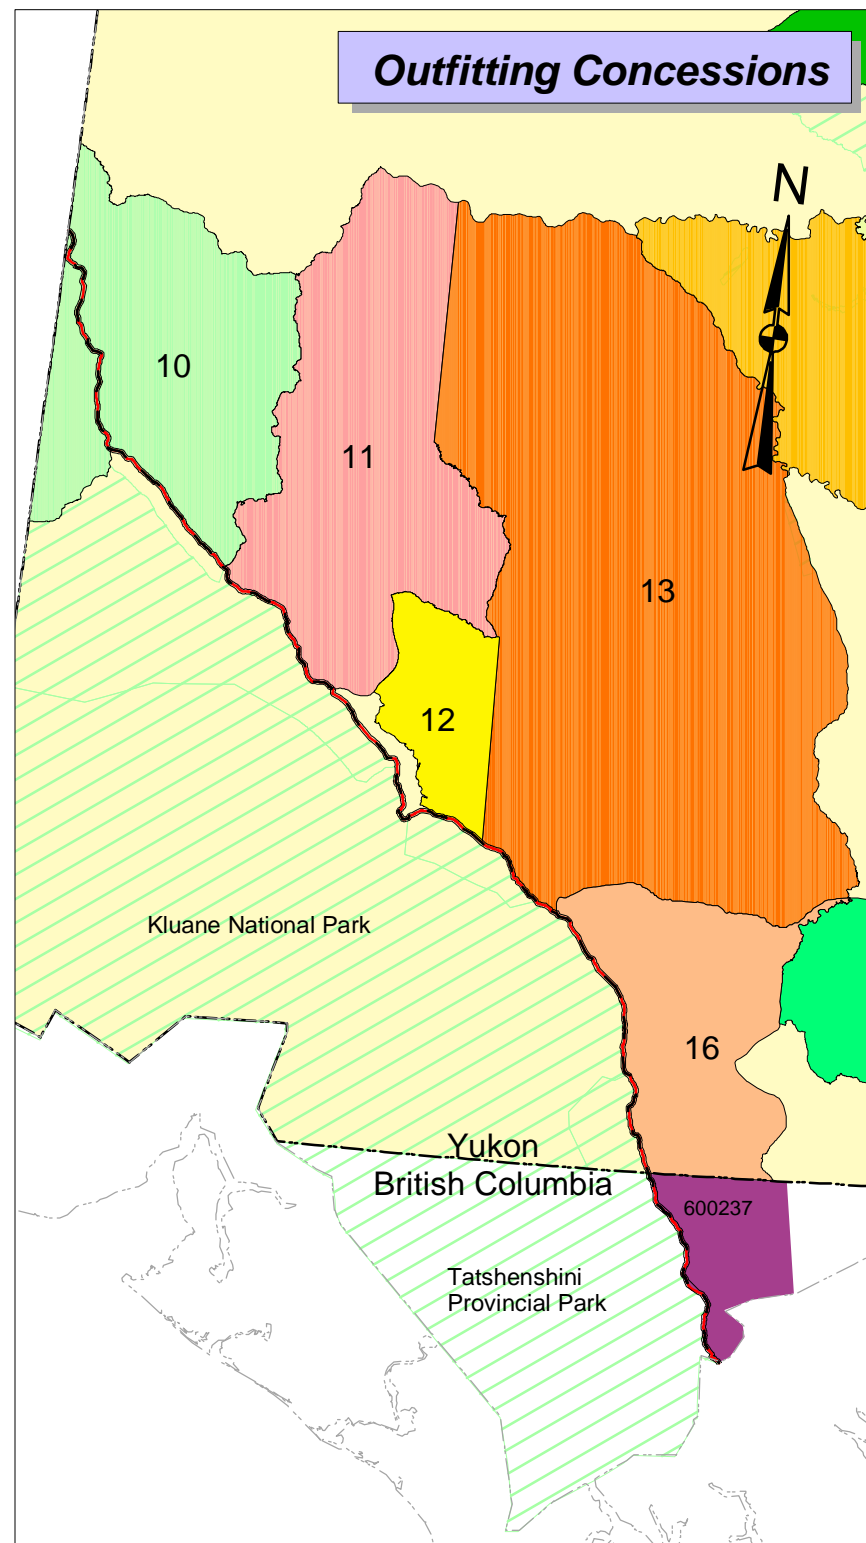 Outfitting Concessions
N
10
11
13
12
Kluane National Park
16
Yukon
British Columbia
600237
Tatshenshini
Provincial Park